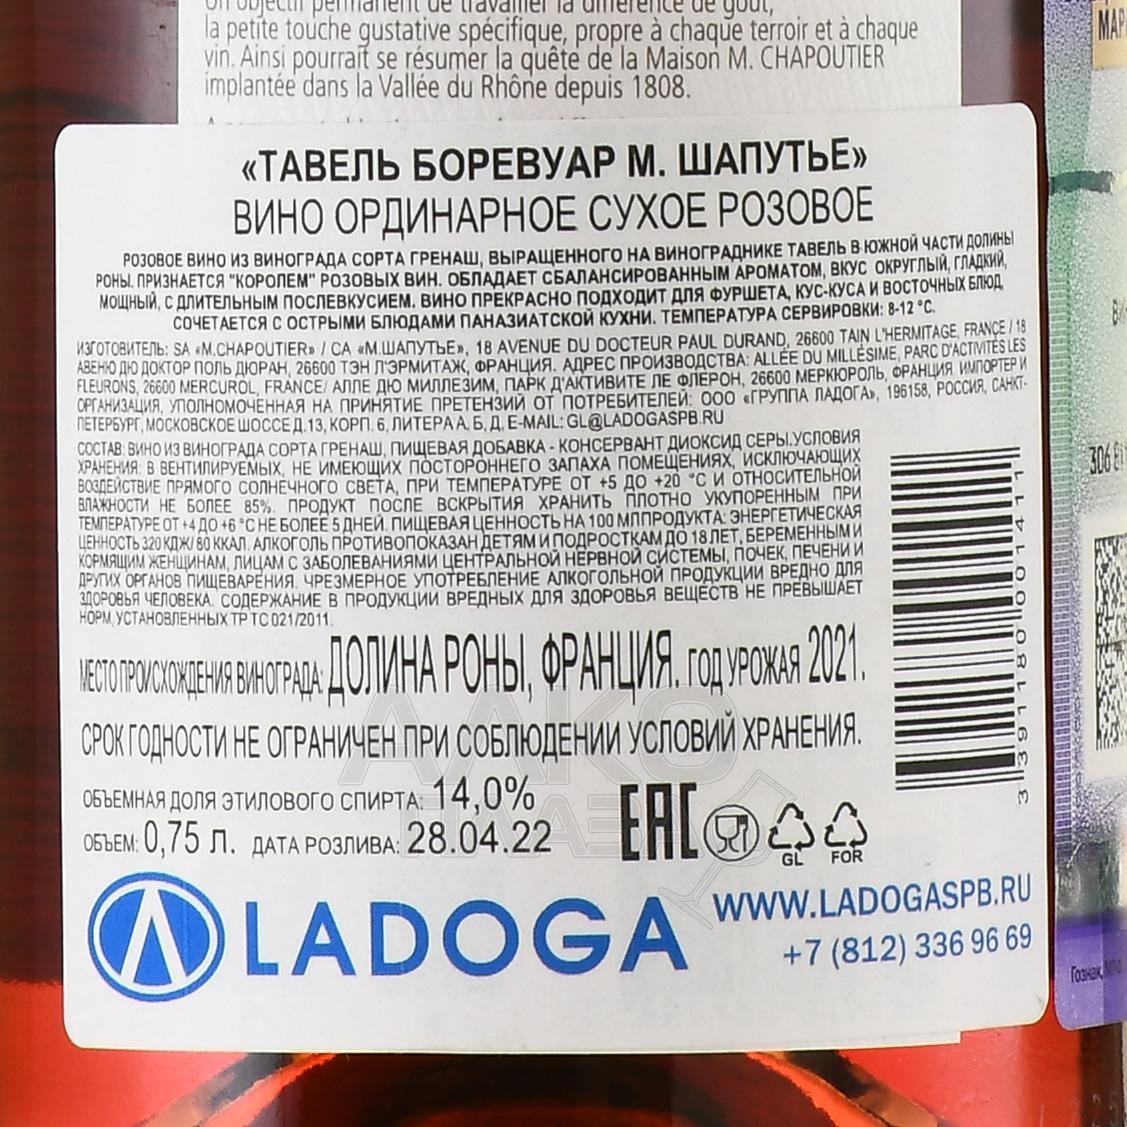 Un objectif permanent de travailler la différence de goût,
la petite touche gustative spécifique, propre à chaque terroir et à chaque
vin. Ainsi pourrait se résumer la quête de la Maison M. CHAPOUTIER
implantée dans la Vallée du Rhône depuis 1808.
«ТАВЕЛЬ БОРЕВУАР М. ШАПУТЬЕ»
ВИНО ОРДИНАРНОЕ СУХОЕ РОЗОВОЕ
РОЗОВОЕ ВИНО ИЗ ВИНОГРАДА СОРТА ГРЕНАШ, ВЫРАЩЕННОГО НА ВИНОГРАДНИКЕ ТАВЕЛЬ В ЮЖНОЙ ЧАСТИ ДОЛИНЫ
РОНЫ. ПРИЗНАЕТСЯ "КОРОЛЕМ" РОЗОВЫХ ВИН. ОБЛАДАЕТ СБАЛАНСИРОВАННЫМ АРОМАТОМ, ВКУС ОКРУГЛЫЙ, ГЛАДКИЙ,
МОЩНЫЙ, С ДЛИТЕЛЬНЫМ ПОСЛЕВКУСИЕМ. ВИНО ПРЕКРАСНО ПОДХОДИТ ДЛЯ ФУРШЕТА, КУС-КУСА И ВОСТОЧНЫХ БЛЮД,
СОЧЕТАЕТСЯ С ОСТРЫМИ БЛЮДАМИ ПАНАЗИАТСКОЙ КУХНИ. ТЕМПЕРАТУРА СЕРВИРОВКИ: 8-12 °C.
ИЗГОТОВИТЕЛЬ: SA «M.CHAPOUTIER» / СА «М.ШАПУТЬЕ», 18 AVENUE DU DOCTEUR PAUL DURAND, 26600 TAIN L'HERMITAGE, FRANCE / 18
АВЕНЮ ДЮ ДОКТОР ПОЛЬ ДЮРАН, 26600 ТЭН Л'ЭРМИТАЖ, ФРАНЦИЯ. АДРЕС ПРОИЗВОДСТВА: ALLÉE DU MILLÉSIME, PARC D'ACTIVITÉS LES
FLEURONS, 26600 MERCUROL, FRANCE/ АЛЛЕ ДЮ МИЛЛЕЗИМ, ПАРК Д'АКТИВИТЕ ЛЕ ФЛЕРОН, 26600 МЕРКЮРОЛЬ, ФРАНЦИЯ. ИМПОРТЕР И
ОРГАНИЗАЦИЯ, УПОЛНОМОЧЕННАЯ НА ПРИНЯТИЕ ПРЕТЕНЗИЙ ОТ ПОТРЕБИТЕЛЕЙ: ООО «ГРУППА ЛАДОГА», 196158, РОССИЯ, САНКТ-
ПЕТЕРБУРГ, МОСКОВСКОЕ ШОССЕ Д.13, КОРП. 6, ЛИТЕРА А, Б, Д, E-MAIL: GL@LADOGASPB.RU
СОСТАВ: ВИНО ИЗ ВИНОГРАДА СОРТА ГРЕНАШ, ПИЩЕВАЯ ДОБАВКА - КОНСЕРВАНТ ДИОКСИД СЕРЫ.УСЛОВИЯ
ХРАНЕНИЯ: В ВЕНТИЛИРУЕМЫХ, НЕ ИМЕЮЩИХ ПОСТОРОННЕГО ЗАПАХА ПОМЕЩЕНИЯХ, ИСКЛЮЧАЮЩИХ
ВОЗДЕЙСТВИЕ ПРЯМОГО СОЛНЕЧНОГО СВЕТА, ПРИ ТЕМПЕРАТУРЕ ОТ +5 ДО +20 °C И ОТНОСИТЕЛЬНОЙ
ВЛАЖНОСТИ НЕ БОЛЕЕ 85%. ПРОДУКТ ПОСЛЕ ВСКРЫТИЯ ХРАНИТЬ ПЛОТНО УКУПОРЕННЫМ ПРИ
ТЕМПЕРАТУРЕ ОТ +4 ДО +6 °C НЕ БОЛЕЕ 5 ДНЕЙ. ПИЩЕВАЯ ЦЕННОСТЬ НА 100 МЛПРОДУКТА: ЭНЕРГЕТИЧЕСКАЯ
ЦЕННОСТЬ 320 КДЖ/ 80 ККАЛ. АЛКОГОЛЬ ПРОТИВОПОКАЗАН ДЕТЯМ И ПОДРОСТКАМ ДО 18 ЛЕТ, БЕРЕМЕННЫМ И
КОРМЯЩИМ ЖЕНЩИНАМ, ЛИЦАМ С ЗАБОЛЕВАНИЯМИ ЦЕНТРАЛЬНОЙ НЕРВНОЙ СИСТЕМЫ, ПОЧЕК, ПЕЧЕНИ И
ДРУГИХ ОРГАНОВ ПИЩЕВАРЕНИЯ. ЧРЕЗМЕРНОЕ УПОТРЕБЛЕНИЕ АЛКОГОЛЬНОЙ ПРОДУКЦИИ ВРЕДНО ДЛЯ
ЗДОРОВЬЯ ЧЕЛОВЕКА. СОДЕРЖАНИЕ В ПРОДУКЦИИ ВРЕДНЫХ ДЛЯ ЗДОРОВЬЯ ВЕЩЕСТВ НЕ ПРЕВЫШАЕТ
НОРМ, УСТАНОВЛЕННЫХ ТР ТС 021/2011.
МЕСТО ПРОИСХОЖДЕНИЯ ВИНОГРАДА: ДОЛИНА РОНЫ, ФРАНЦИЯ. ГОД УРОЖАЯ 2021.
СРОК ГОДНОСТИ НЕ ОГРАНИЧЕН ПРИ СОБЛЮДЕНИИ УСЛОВИЙ ХРАНЕНИЯ.
ОБЪЕМНАЯ ДОЛЯ ЭТИЛОВОГО СПИРТА: 14,0%
ОБЪЕМ: 0,75 Л. ДАТА РОЗЛИВА: 28.04.22
EAC
GL
FOR
3 391180 001411
LADOGA
WWW.LADOGASPB.RU
+7 (812) 336 96 69
АЛКО
ПЛАЗА
МАР
306
Гознак,